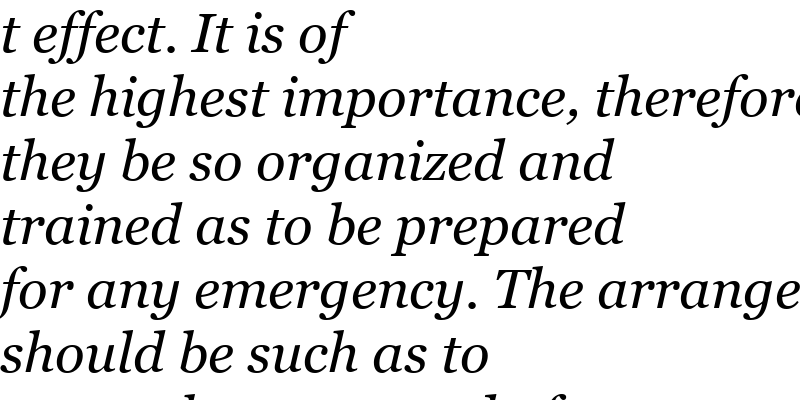 t effect. It is of
the highest importance, therefore
they be so organized and
trained as to be prepared
for any emergency. The arrange
should be such as to